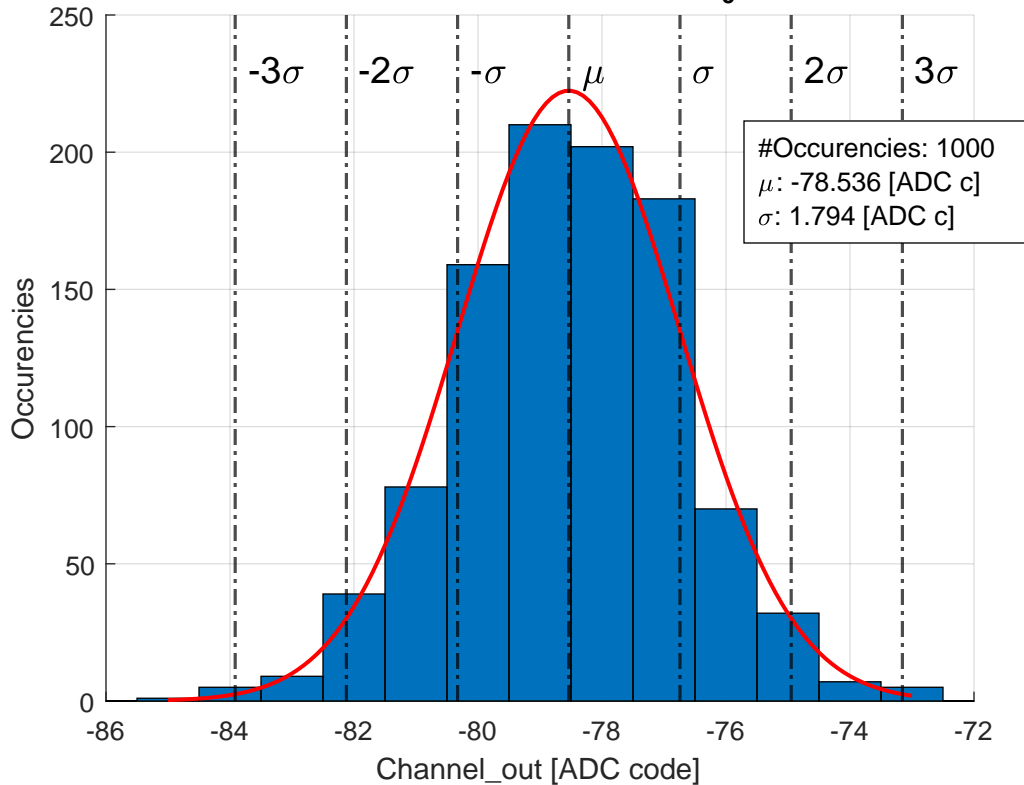 250
200
150
100
50
0
-3σ -2σ -σ μ σ 2σ 3σ
#Occurencies: 1000
μ: -78.536 [ADC c]
σ: 1.794 [ADC c]
Occurencies
-86 -84 -82 -80 -78 -76 -74 -72
Channel_out [ADC code]